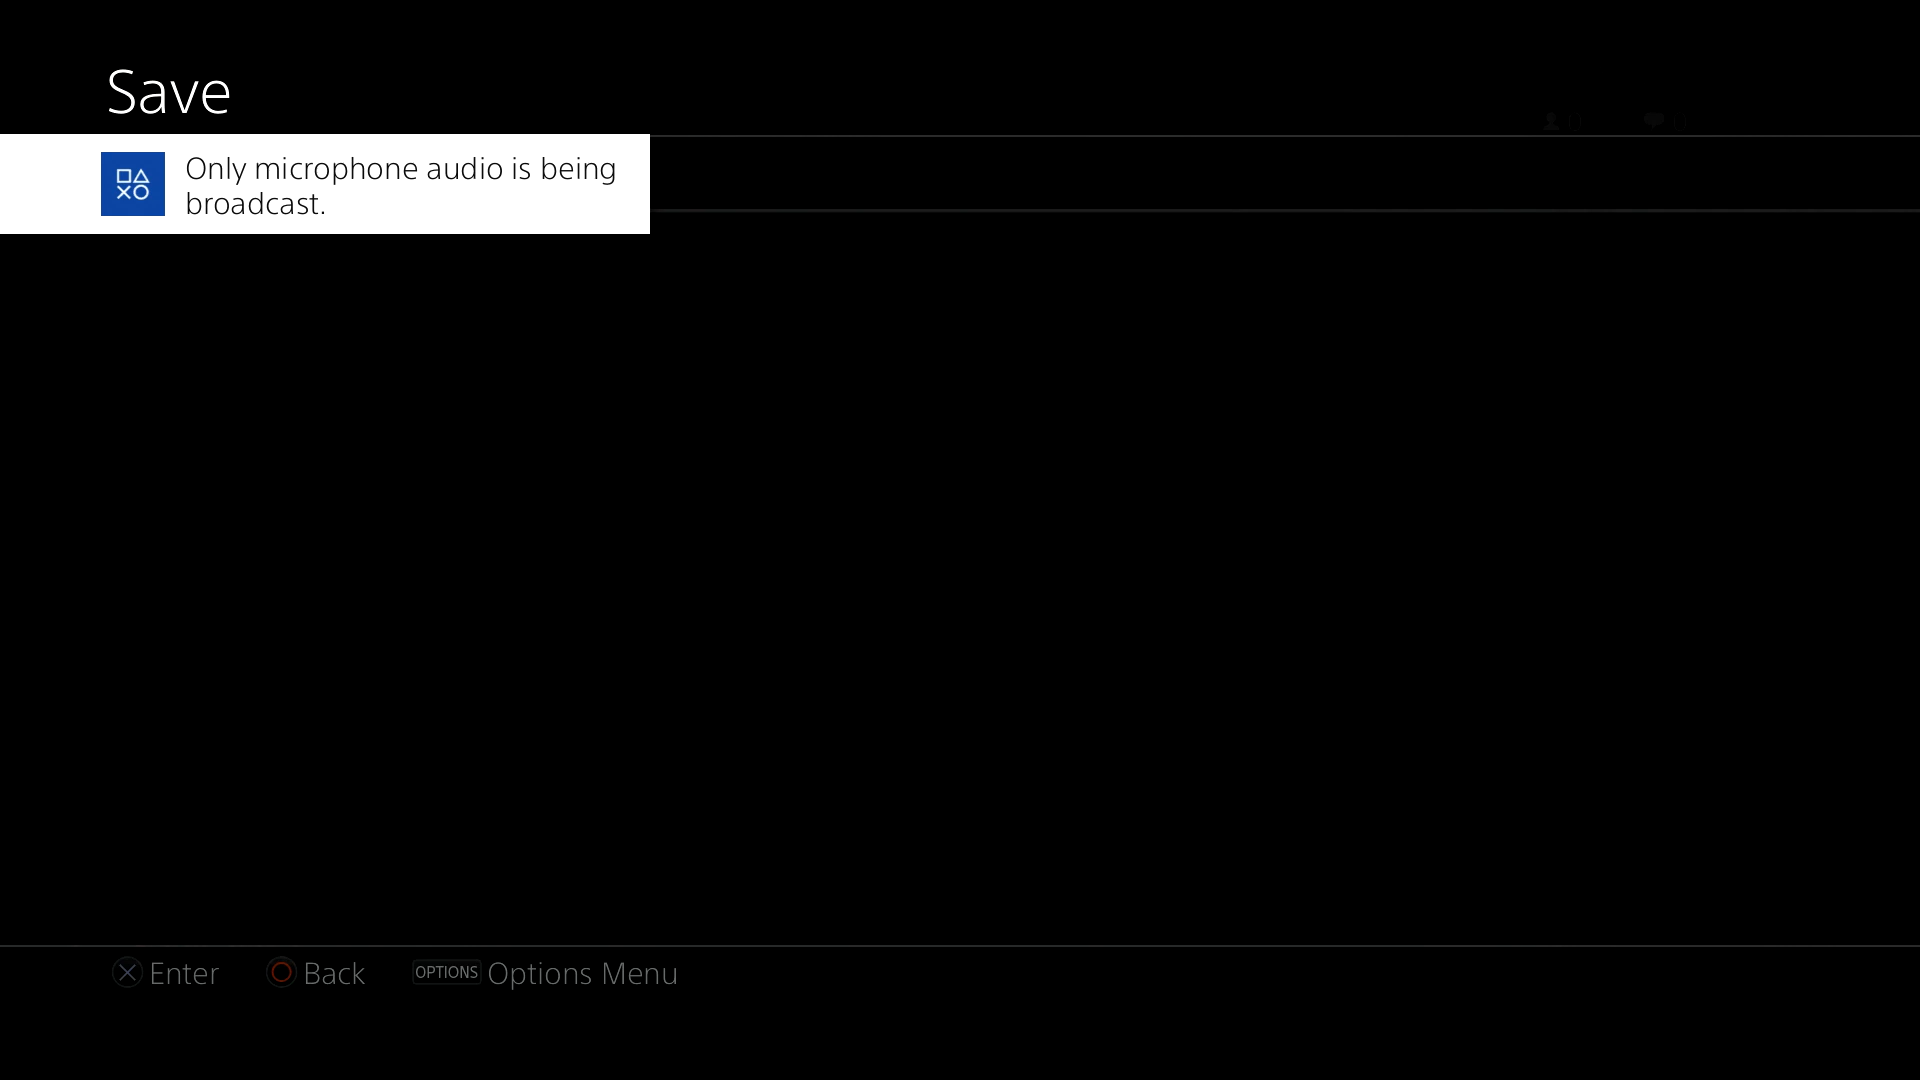 Save
Only microphone audio is being
broadcast.
Enter
Back
OPTIONS Options Menu